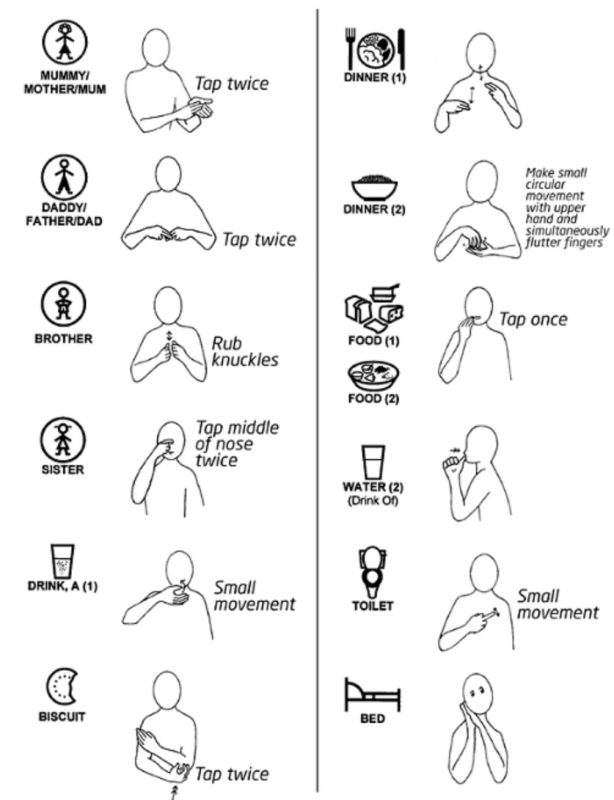 MUMMY/
MOTHER/MUM
Tap twice
DADDY/
FATHER/DAD
Tap twice
BROTHER
Rub
knuckles
SISTER
Tap middle
of nose
twice
DRINK, A (1)
Small
movement
BISCUIT
Tap twice
DINNER (1)
DINNER (2)
Make small
circular
movement
with upper
hand and
simultaneously
flutter fingers
FOOD (1)
Tap once
FOOD (2)
WATER (2)
(Drink Of)
TOILET
Small
movement
BED